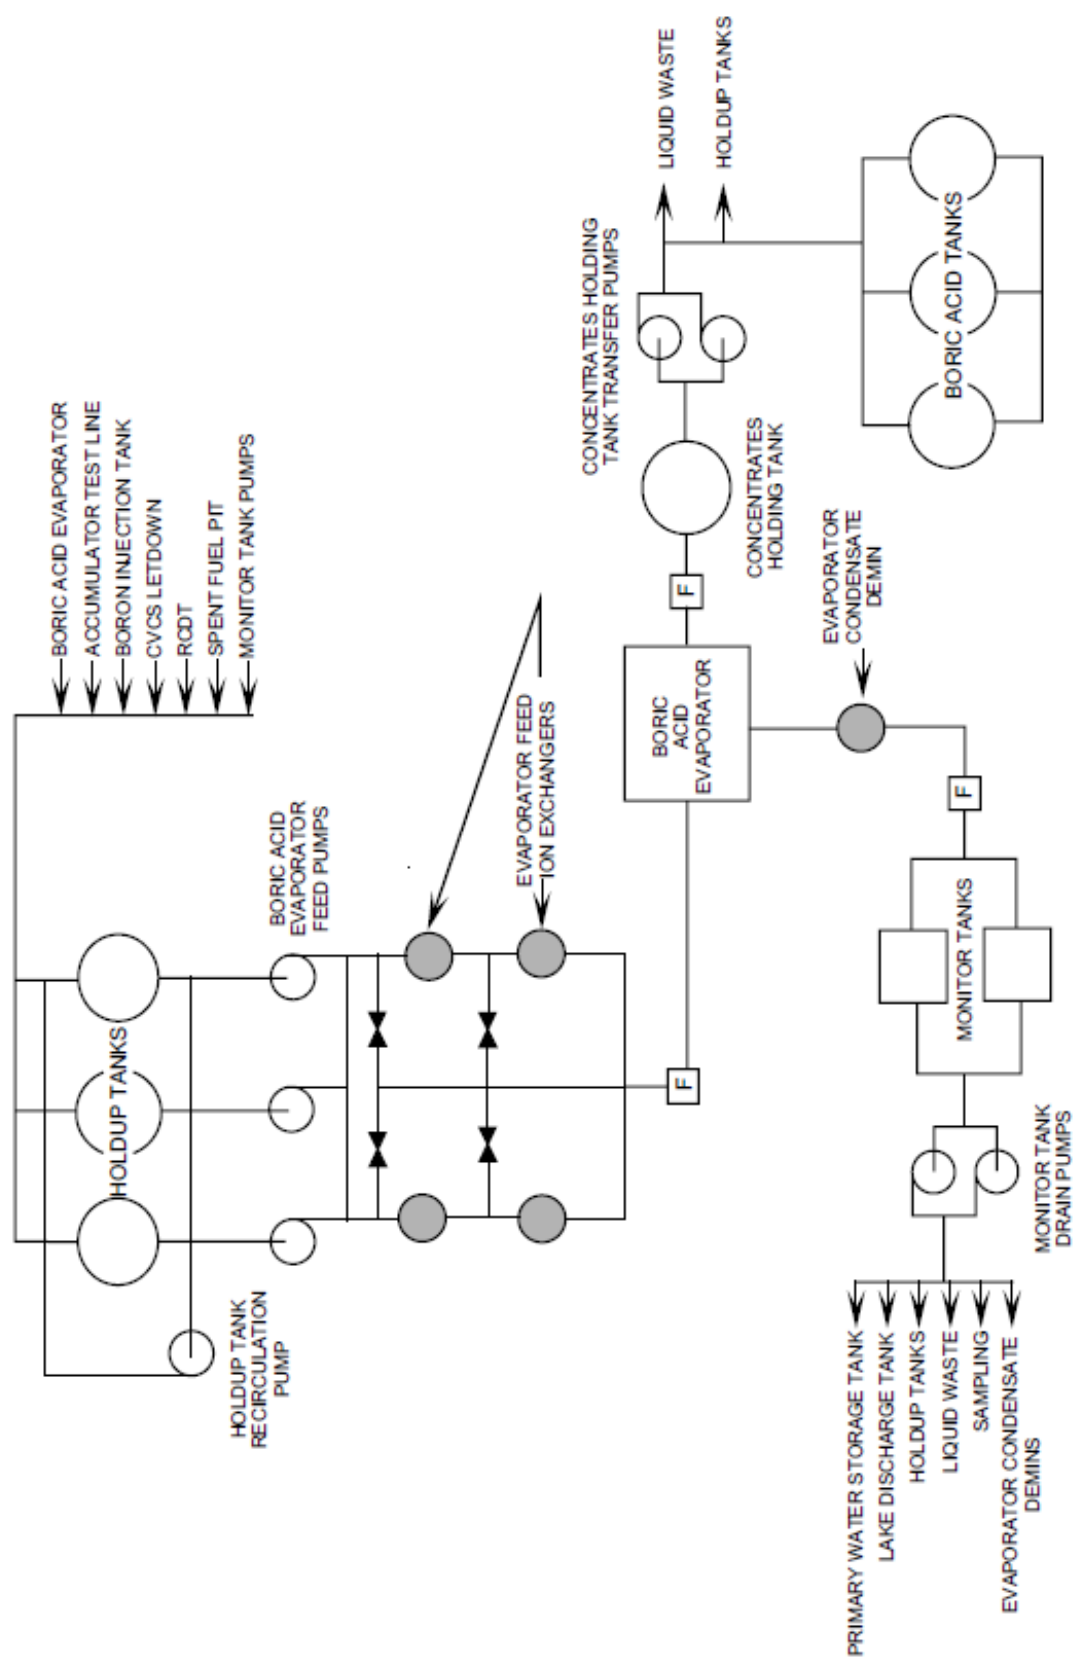 BORIC ACID EVAPORATOR
ACCUMULATOR TEST LINE
BORON INJECTION TANK
CVCS LETDOWN
RCDT
SPENT FUEL PIT
MONITOR TANK PUMPS
HOLDUP TANKS
HOLDUP TANK
RECIRCULATION
PUMP
BORIC ACID
EVAPORATOR
FEED PUMPS
EVAPORATOR FEED
ION EXCHANGERS
F
BORIC
ACID
EVAPORATOR
F
CONCENTRATES
HOLDING TANK
CONCENTRATES HOLDING
TANK TRANSFER PUMPS
LIQUID WASTE
HOLDUP TANKS
BORIC ACID TANKS
EVAPORATOR
CONDENSATE
DEMIN
F
MONITOR TANKS
MONITOR TANK
DRAIN PUMPS
PRIMARY WATER STORAGE TANK
LAKE DISCHARGE TANK
HOLDUP TANKS
LIQUID WASTE
SAMPLING
EVAPORATOR CONDENSATE
DEMINS